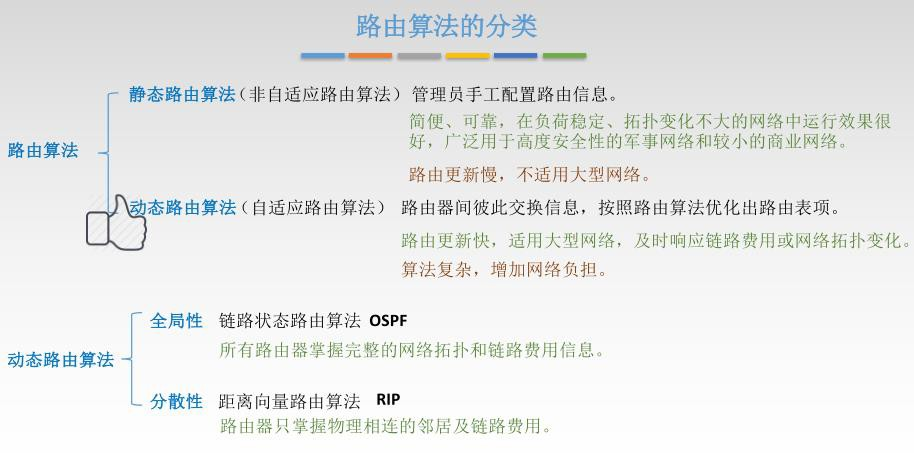 路由算法的分类
静态路由算法（非自适应路由算法）管理员手工配置路由信息。
简便、可靠，在负荷稳定、拓扑变化不大的网络中运行效果很
好，广泛用于高度安全性的军事网络和较小的商业网络。
路由算法
路由更新慢，不适用大型网络。
动态路由算法（自适应路由算法） 路由器间彼此交换信息，按照路由算法优化出路由表项。
路由更新快，适用大型网络，及时响应链路费用或网络拓扑变化。
算法复杂，增加网络负担。
全局性 链路状态路由算法 OSPF
所有路由器掌握完整的网络拓扑和链路费用信息。
动态路由算法
分散性 距离向量路由算法 RIP
路由器只掌握物理相连的邻居及链路费用。